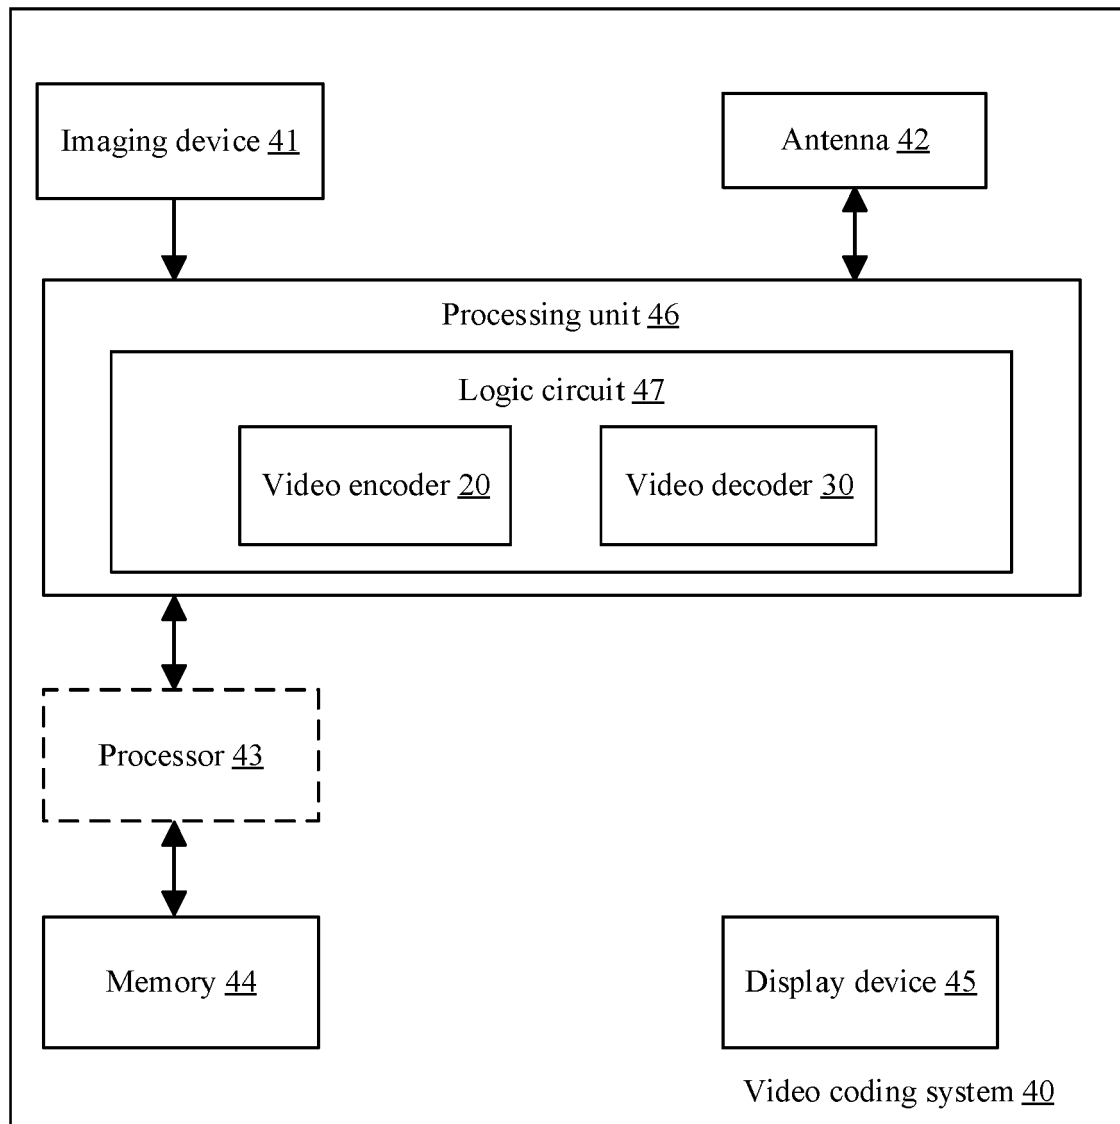 Imaging device 41
Antenna 42
Processing unit 46
Logic circuit 47
Video encoder 20
Video decoder 30
Processor 43
Memory 44
Display device 45
Video coding system 40